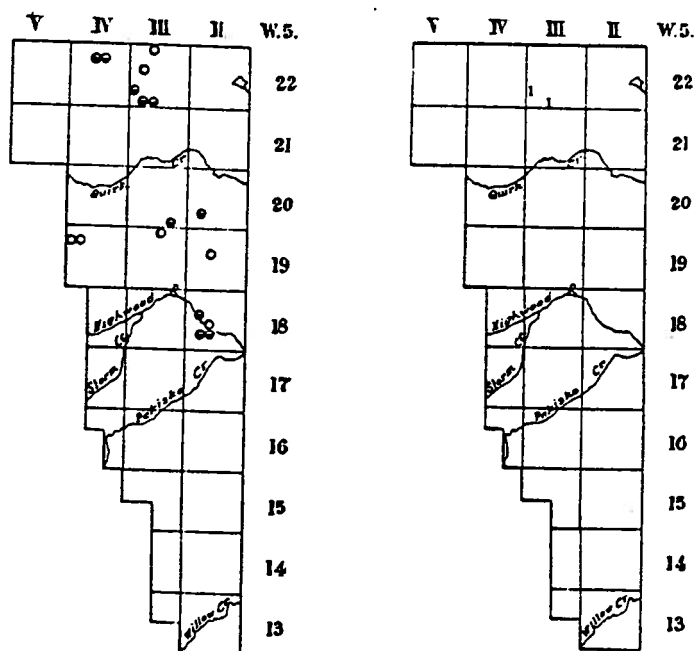 V IV III II W.5.
22
21
Quirk Cr
20
19
Highwood R
18
Storm Cr
17
Pekisko Cr
16
15
14
Willow Cr
13
V IV III II W.5.
22
1
1
21
Quirk Cr
20
19
Highwood R
18
Storm Cr
17
Pekisko Cr
16
15
14
Willow Cr
13